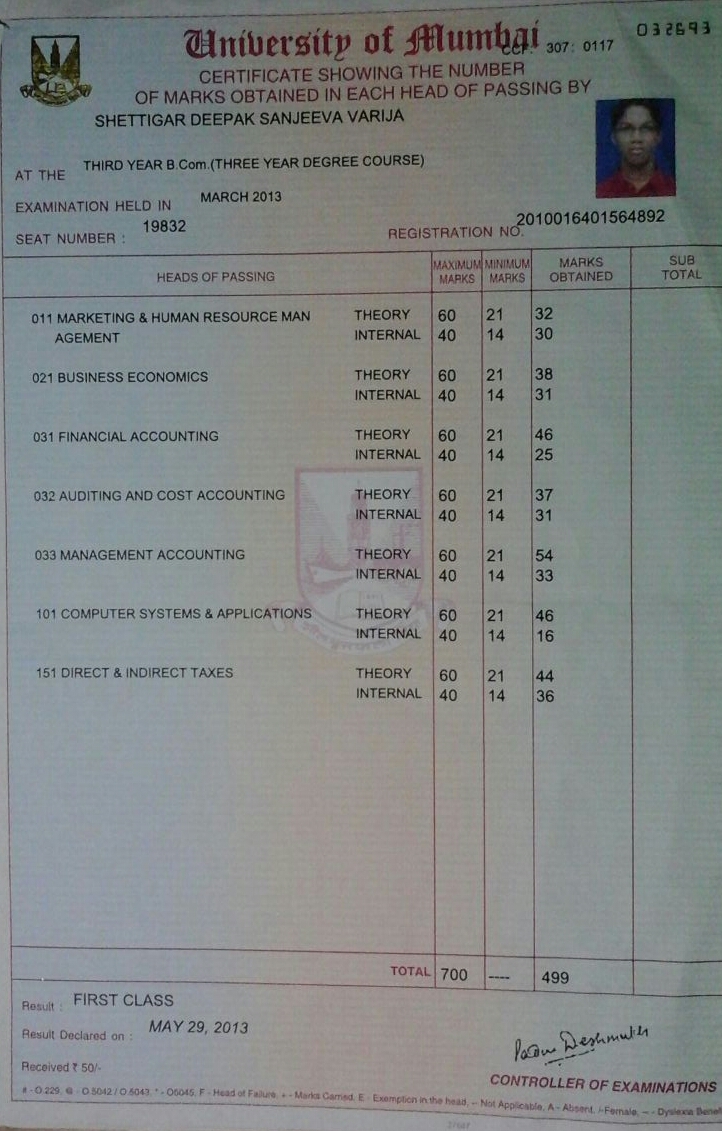 University of Mumbai
032693
CCF: 307: 0117
CERTIFICATE SHOWING THE NUMBER
OF MARKS OBTAINED IN EACH HEAD OF PASSING BY
SHETTIGAR DEEPAK SANJEEVA VARIJA
AT THE THIRD YEAR B.Com.(THREE YEAR DEGREE COURSE)
EXAMINATION HELD IN MARCH 2013
SEAT NUMBER : 19832 REGISTRATION NO. 2010016401564892
HEADS OF PASSING MAXIMUM MARKS MINIMUM MARKS MARKS OBTAINED SUB TOTAL
011 MARKETING & HUMAN RESOURCE MAN THEORY 60 21 32
AGEMENT INTERNAL 40 14 30
021 BUSINESS ECONOMICS THEORY 60 21 38
INTERNAL 40 14 31
031 FINANCIAL ACCOUNTING THEORY 60 21 46
INTERNAL 40 14 25
032 AUDITING AND COST ACCOUNTING THEORY 60 21 37
INTERNAL 40 14 31
033 MANAGEMENT ACCOUNTING THEORY 60 21 54
INTERNAL 40 14 33
101 COMPUTER SYSTEMS & APPLICATIONS THEORY 60 21 46
INTERNAL 40 14 16
151 DIRECT & INDIRECT TAXES THEORY 60 21 44
INTERNAL 40 14 36
TOTAL 700 ---- 499
Result : FIRST CLASS
Result Declared on : MAY 29, 2013
Deshmukh
Received ₹ 50/-
CONTROLLER OF EXAMINATIONS
# - O.229, @ - O.5042 / O.5043, * - O5045, F - Head of Failure, + - Marks Carried, E - Exemption in the head, -- Not Applicable, A - Absent, /-Female, ~ - Dyslexia Benefi